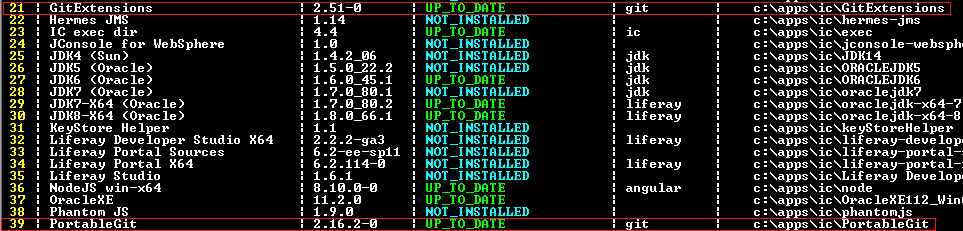 21 | GitExtensions | 2.51-0 | UP_TO_DATE | git | c:\apps\ic\GitExtensions
22 | Hermes JMS | 1.14 | NOT_INSTALLED | | c:\apps\ic\hermes-jms
23 | IC exec dir | 4.4 | UP_TO_DATE | ic | c:\apps\ic\exec
24 | JConsole for WebSphere | 1.0 | NOT_INSTALLED | | c:\apps\ic\jconsole-websphe
25 | JDK4 (Sun) | 1.4.2_06 | NOT_INSTALLED | jdk | c:\apps\ic\JDK14
26 | JDK5 (Oracle) | 1.5.0_22.2 | NOT_INSTALLED | jdk | c:\apps\ic\ORACLEJDK5
27 | JDK6 (Oracle) | 1.6.0_45.1 | UP_TO_DATE | jdk | c:\apps\ic\ORACLEJDK6
28 | JDK7 (Oracle) | 1.7.0_80.1 | NOT_INSTALLED | jdk | c:\apps\ic\oraclejdk7
29 | JDK7-X64 (Oracle) | 1.7.0_80.2 | UP_TO_DATE | liferay | c:\apps\ic\oraclejdk-x64-7
30 | JDK8-X64 (Oracle) | 1.8.0_66.1 | UP_TO_DATE | liferay | c:\apps\ic\oraclejdk-x64-8
31 | KeyStore Helper | 1.1 | NOT_INSTALLED | | c:\apps\ic\keyStoreHelper
32 | Liferay Developer Studio X64 | 2.2.2-ga3 | NOT_INSTALLED | liferay | c:\apps\ic\liferay-develope
33 | Liferay Portal Sources | 6.2-ee-sp11 | NOT_INSTALLED | | c:\apps\ic\liferay-portal-s
34 | Liferay Portal X64 | 6.2.114-0 | NOT_INSTALLED | liferay | c:\apps\ic\liferay-portal-
35 | Liferay Studio | 1.6.1 | NOT_INSTALLED | | c:\apps\ic\Liferay Develo
36 | NodeJS win-x64 | 8.10.0-0 | UP_TO_DATE | angular | c:\apps\ic\node
37 | OracleXE | 11.2.0 | UP_TO_DATE | | c:\apps\ic\OracleXE112_Win
38 | Phantom JS | 1.9.0 | NOT_INSTALLED | | c:\apps\ic\phantomjs
39 | PortableGit | 2.16.2-0 | UP_TO_DATE | git | c:\apps\ic\PortableGit